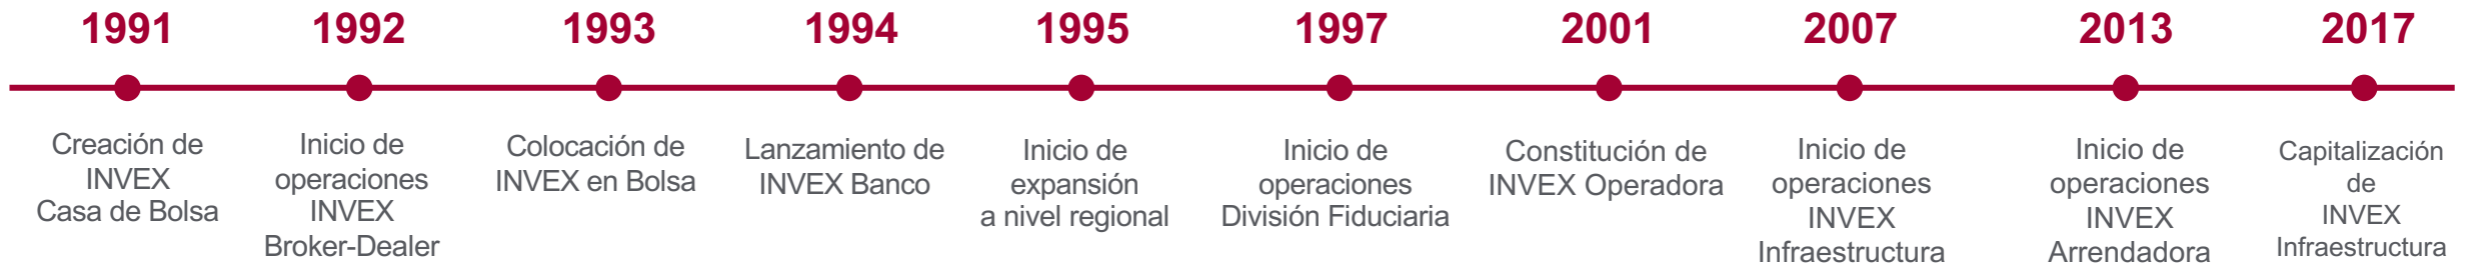 1991
Creación de
INVEX
Casa de Bolsa
1992
Inicio de
operaciones
INVEX
Broker-Dealer
1993
Colocación de
INVEX en Bolsa
1994
Lanzamiento de
INVEX Banco
1995
Inicio de
expansión
a nivel regional
1997
Inicio de
operaciones
División Fiduciaria
2001
Constitución de
INVEX Operadora
2007
Inicio de
operaciones
INVEX
Infraestructura
2013
Inicio de
operaciones
INVEX
Arrendadora
2017
Capitalización
de
INVEX
Infraestructura